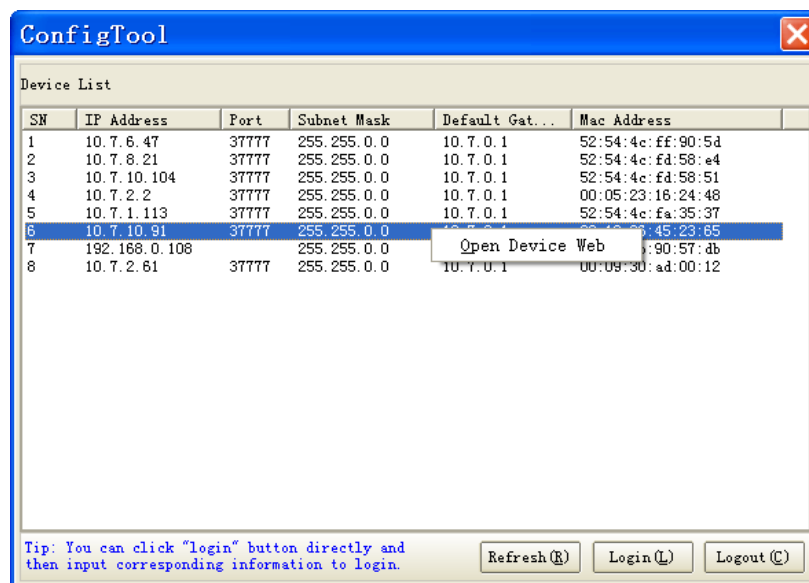 ConfigTool
Device List
SN IP Address Port Subnet Mask Default Gat... Mac Address
1 10.7.6.47 37777 255.255.0.0 10.7.0.1 52:54:4c:ff:90:5d
2 10.7.8.21 37777 255.255.0.0 10.7.0.1 52:54:4c:fd:58:e4
3 10.7.10.104 37777 255.255.0.0 10.7.0.1 52:54:4c:fd:58:51
4 10.7.2.2 37777 255.255.0.0 10.7.0.1 00:05:23:16:24:48
5 10.7.1.113 37777 255.255.0.0 10.7.0.1 52:54:4c:fa:35:37
6 10.7.10.91 37777 255.255.0.0 :45:23:65
Open Device Web
7 192.168.0.108 255.255.0.0 :90:57:db
8 10.7.2.61 37777 255.255.0.0 10.7.0.1 00:09:30:ad:00:12
Tip: You can click "login" button directly and
then input corresponding information to login.
Refresh(R) Login(L) Logout(C)